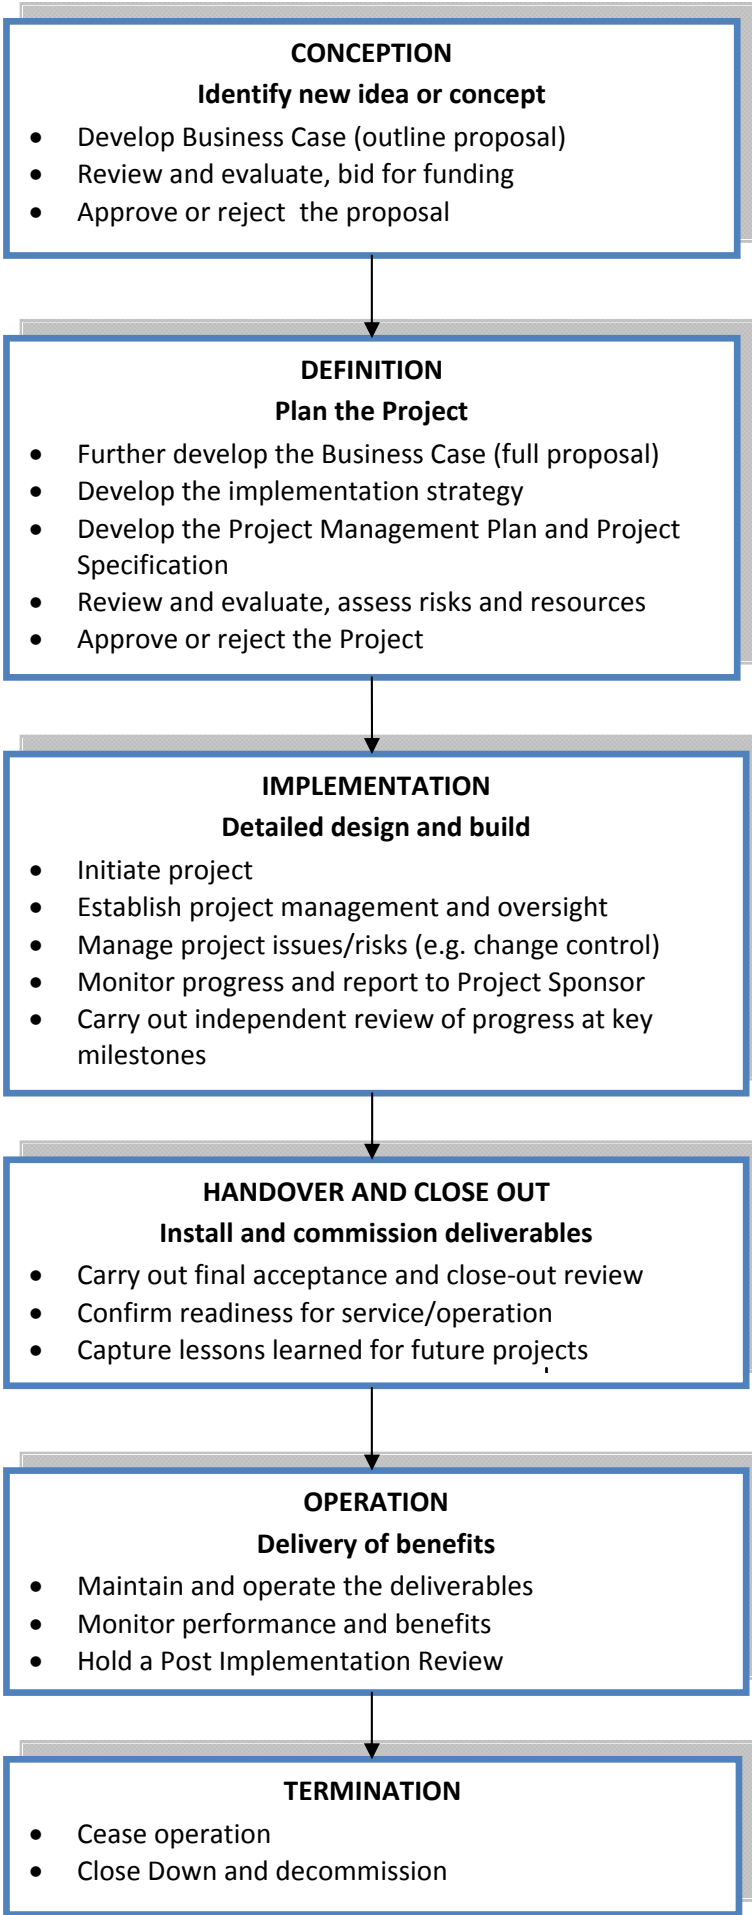 CONCEPTION
Identify new idea or concept
• Develop Business Case (outline proposal)
• Review and evaluate, bid for funding
• Approve or reject  the proposal
DEFINITION
Plan the Project
• Further develop the Business Case (full proposal)
• Develop the implementation strategy
• Develop the Project Management Plan and Project
Specification
• Review and evaluate, assess risks and resources
• Approve or reject the Project
IMPLEMENTATION
Detailed design and build
• Initiate project
• Establish project management and oversight
• Manage project issues/risks (e.g. change control)
• Monitor progress and report to Project Sponsor
• Carry out independent review of progress at key
milestones
HANDOVER AND CLOSE OUT
Install and commission deliverables
• Carry out final acceptance and close-out review
• Confirm readiness for service/operation
• Capture lessons learned for future projects
OPERATION
Delivery of benefits
• Maintain and operate the deliverables
• Monitor performance and benefits
• Hold a Post Implementation Review
TERMINATION
• Cease operation
• Close Down and decommission